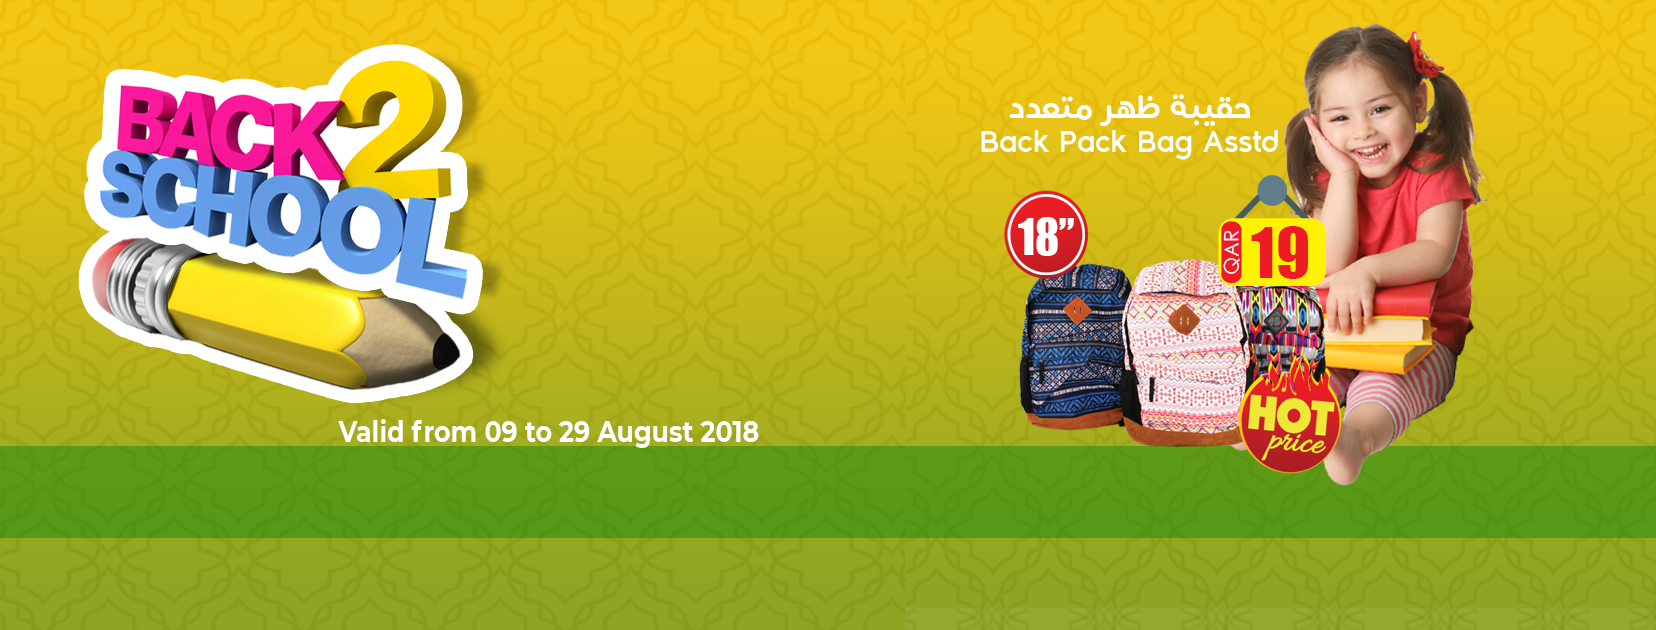 BACK 2
SCHOOL
Valid from 09 to 29 August 2018
حقيبة ظهر متعدد
Back Pack Bag Asstd
18”
QAR 19
HOT
price